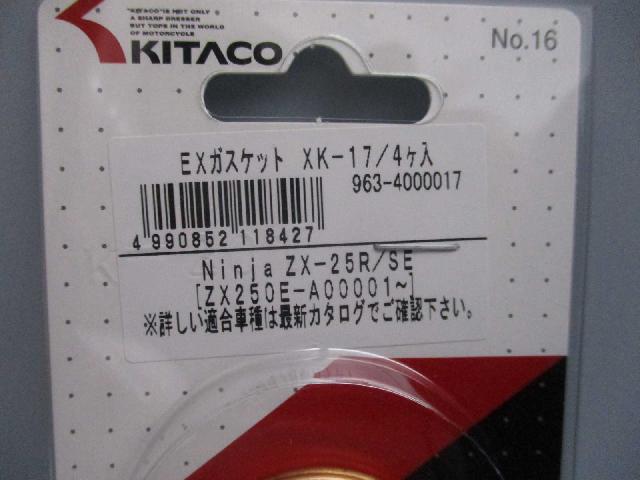 "KITACO" IS NOT ONLY
A SHARP DRESSER
BUT TOPS IN THE WORLD
OF MOTORCYCLE
KITACO
No.16
EXガスケット XK-17/4ヶ入
963-4000017
4 990852 118427
Ninja ZX-25R/SE
[ZX250E-A00001~]
※詳しい適合車種は最新カタログでご確認下さい。